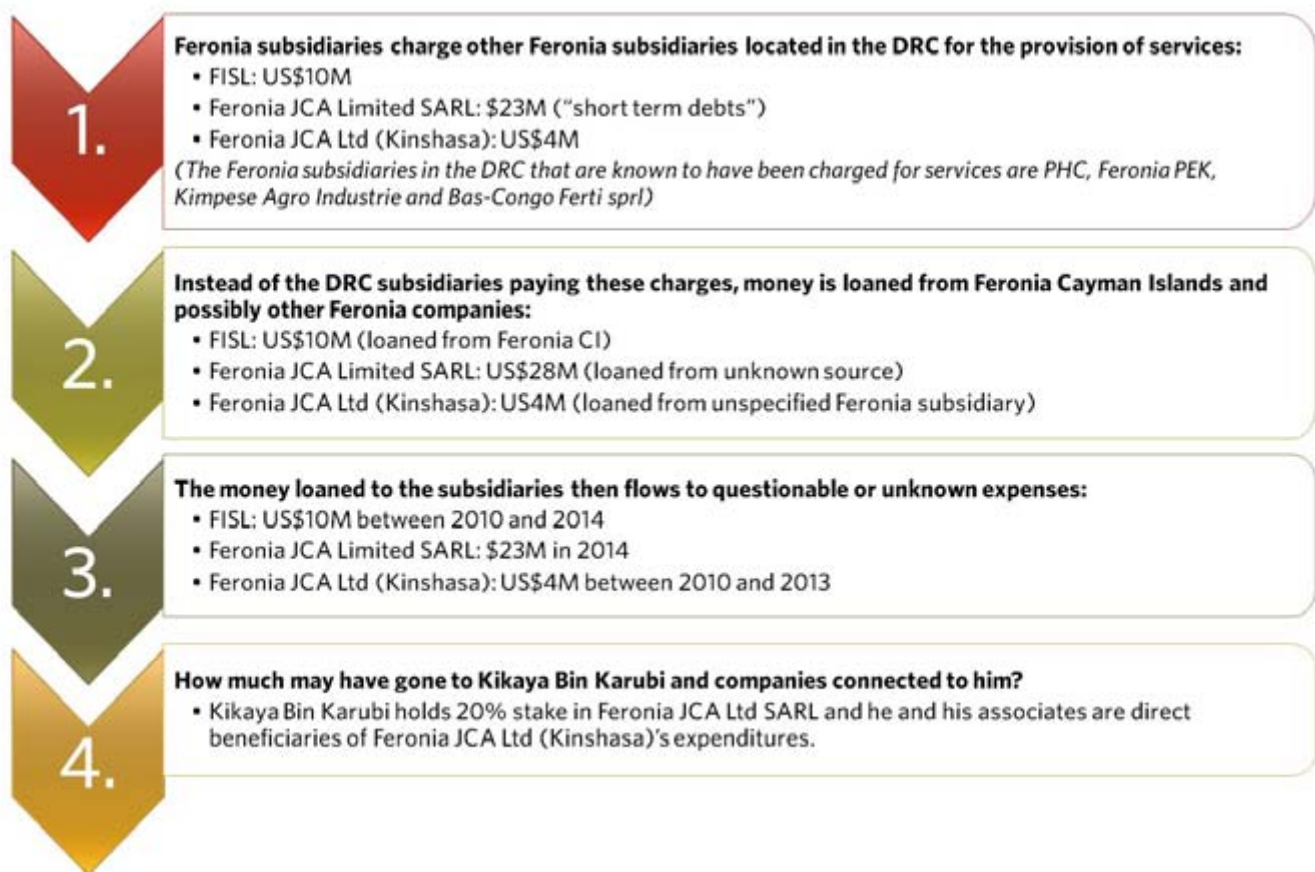 1.
Feronia subsidiaries charge other Feronia subsidiaries located in the DRC for the provision of services:
• FISL: US$10M
• Feronia JCA Limited SARL: $23M (“short term debts”)
• Feronia JCA Ltd (Kinshasa): US$4M
(The Feronia subsidiaries in the DRC that are known to have been charged for services are PHC, Feronia PEK,
Kimpese Agro Industrie and Bas-Congo Ferti sprl)
2.
Instead of the DRC subsidiaries paying these charges, money is loaned from Feronia Cayman Islands and
possibly other Feronia companies:
• FISL: US$10M (loaned from Feronia CI)
• Feronia JCA Limited SARL: US$28M (loaned from unknown source)
• Feronia JCA Ltd (Kinshasa): US4M (loaned from unspecified Feronia subsidiary)
3.
The money loaned to the subsidiaries then flows to questionable or unknown expenses:
• FISL: US$10M between 2010 and 2014
• Feronia JCA Limited SARL: $23M in 2014
• Feronia JCA Ltd (Kinshasa): US$4M between 2010 and 2013
4.
How much may have gone to Kikaya Bin Karubi and companies connected to him?
• Kikaya Bin Karubi holds 20% stake in Feronia JCA Ltd SARL and he and his associates are direct
beneficiaries of Feronia JCA Ltd (Kinshasa)’s expenditures.